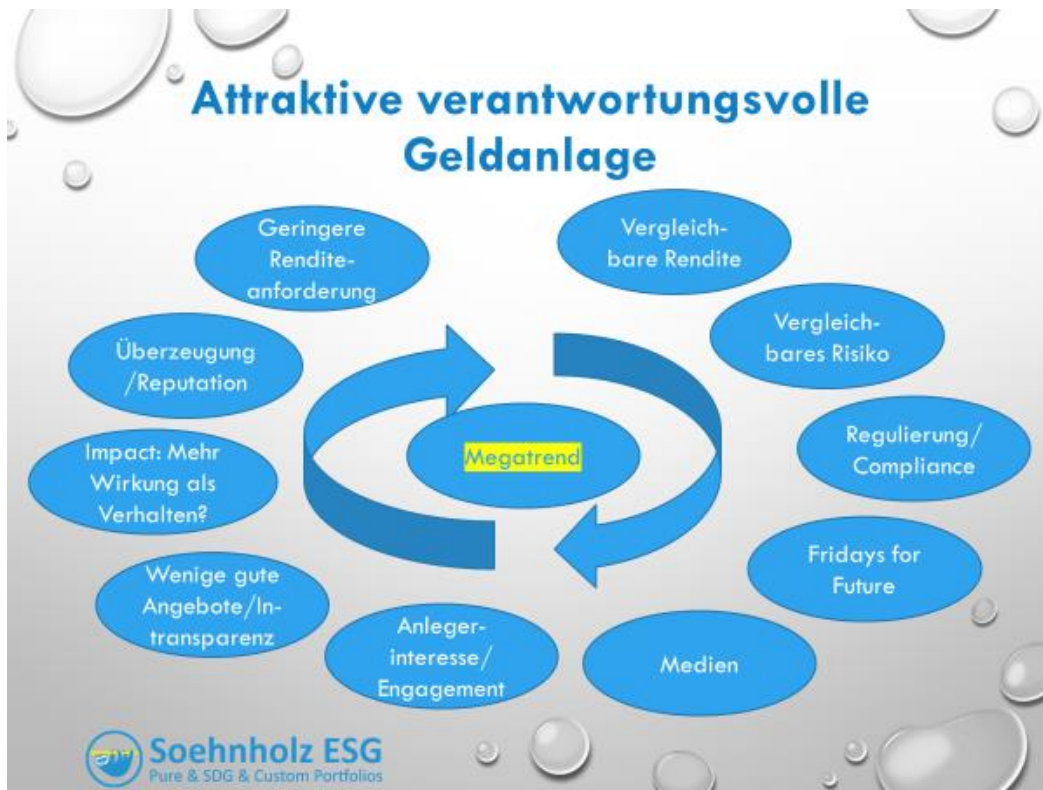 Attraktive verantwortungsvolle
Geldanlage
Geringere
Rendite-
anforderung
Vergleich-
bare Rendite
Vergleich-
bares Risiko
Überzeugung
/Reputation
Regulierung/
Compliance
Megatrend
Impact: Mehr
Wirkung als
Verhalten?
Fridays for
Future
Wenige gute
Angebote/In-
transparenz
Anleger-
interesse/
Engagement
Medien
Soehnholz ESG
Pure & SDG & Custom Portfolios